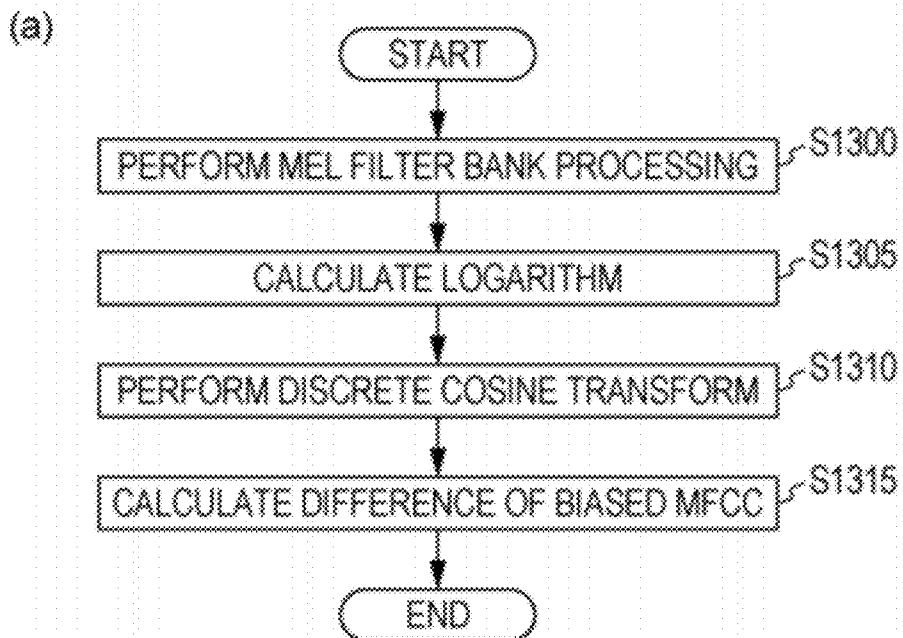 (a)
START
PERFORM MEL FILTER BANK PROCESSING
S1300
CALCULATE LOGARITHM
S1305
PERFORM DISCRETE COSINE TRANSFORM
S1310
CALCULATE DIFFERENCE OF BIASED MFCC
S1315
END